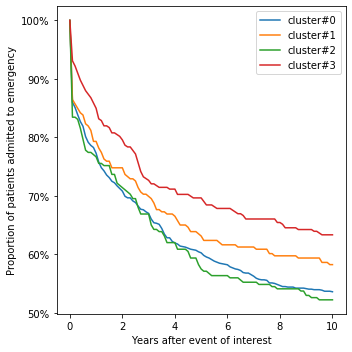 100%
90%
80%
70%
60%
50%
Proportion of patients admitted to emergency
cluster#0
cluster#1
cluster#2
cluster#3
0 2 4 6 8 10
Years after event of interest